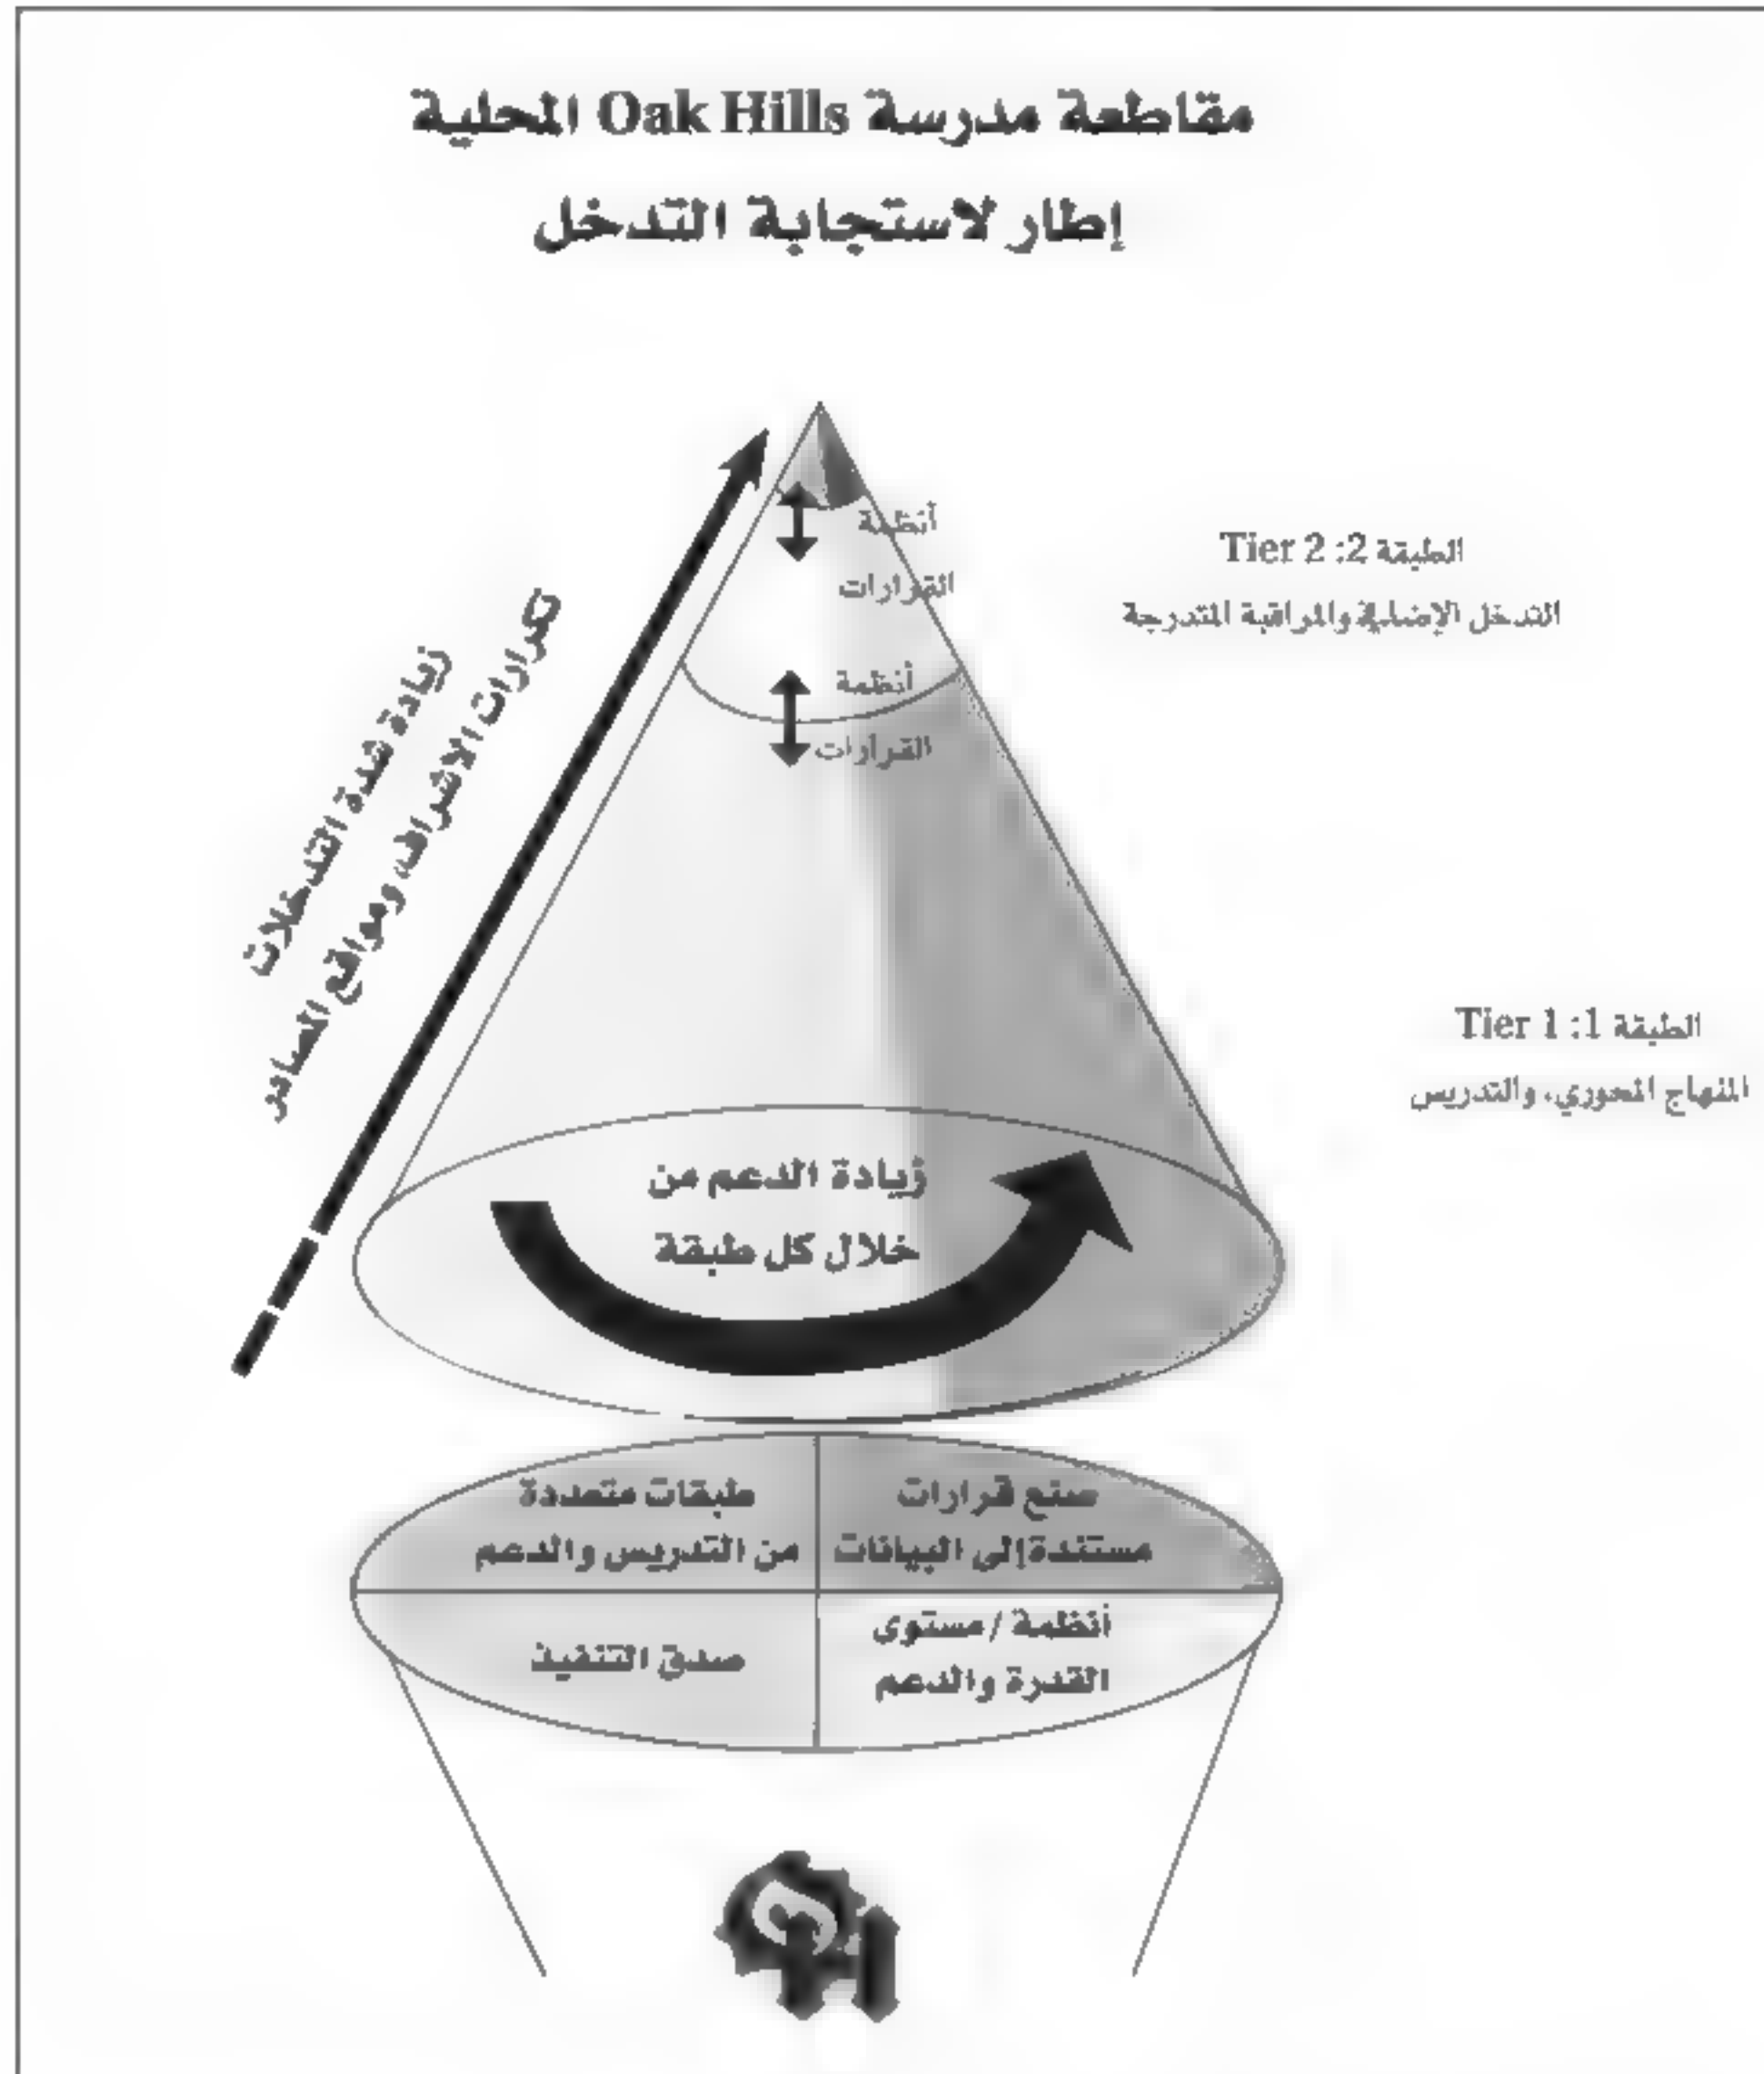 مقاطعة مدرسة Oak Hills المحلية
إطار لاستجابة التدخل
أنظمة
القرارات
الطبقة 2: Tier 2
التدخل الإضافي والمراقبة المتدرجة
أنظمة
القرارات
زيادة شدة التدخلات
تكرارات الاشراف، ومواقع المصادر
الطبقة 1: Tier 1
المنهاج المحوري، والتدريس
زيادة الدعم من
خلال كل طبقة
صنع قرارات
مستندة إلى البيانات
طبقات متعددة
من التدريس والدعم
أنظمة / مستوى
القدرة والدعم
صدق التنفيذ
OH